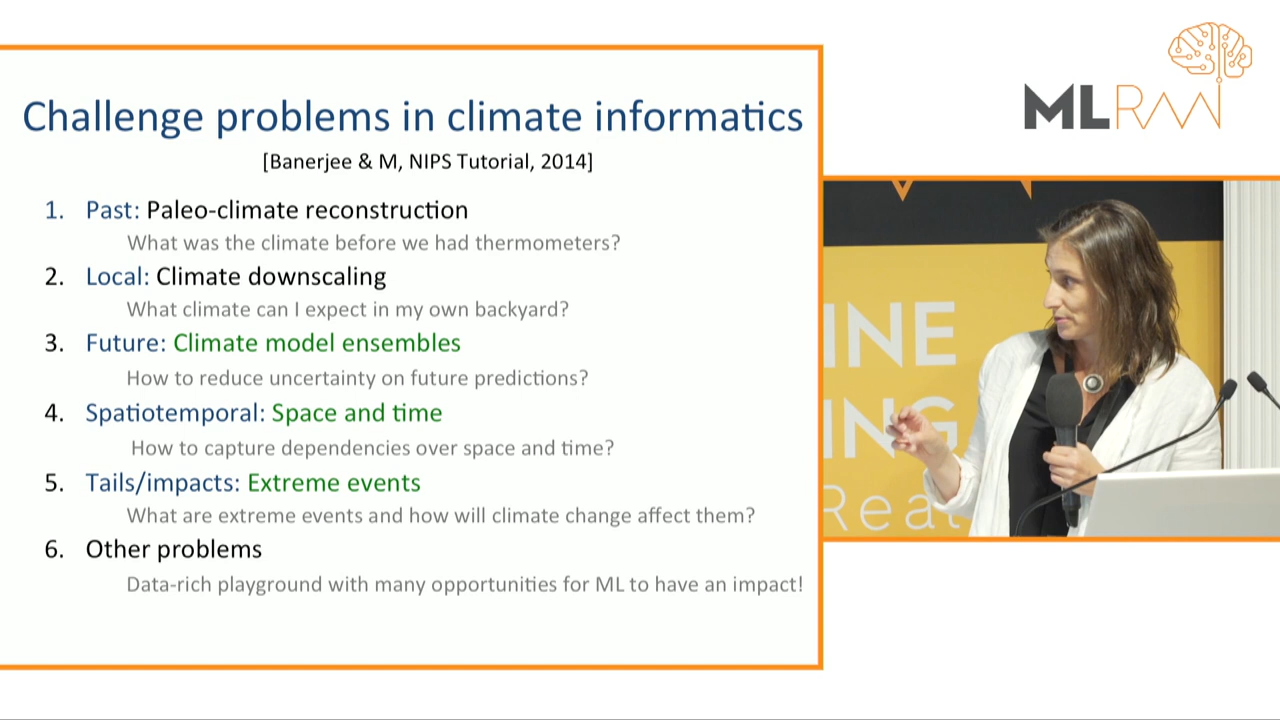 Challenge problems in climate informatics
[Banerjee & M, NIPS Tutorial, 2014]
1. Past: Paleo-climate reconstruction
What was the climate before we had thermometers?
2. Local: Climate downscaling
What climate can I expect in my own backyard?
3. Future: Climate model ensembles
How to reduce uncertainty on future predictions?
4. Spatiotemporal: Space and time
How to capture dependencies over space and time?
5. Tails/impacts: Extreme events
What are extreme events and how will climate change affect them?
6. Other problems
Data-rich playground with many opportunities for ML to have an impact!
ML
INE
ING
Real